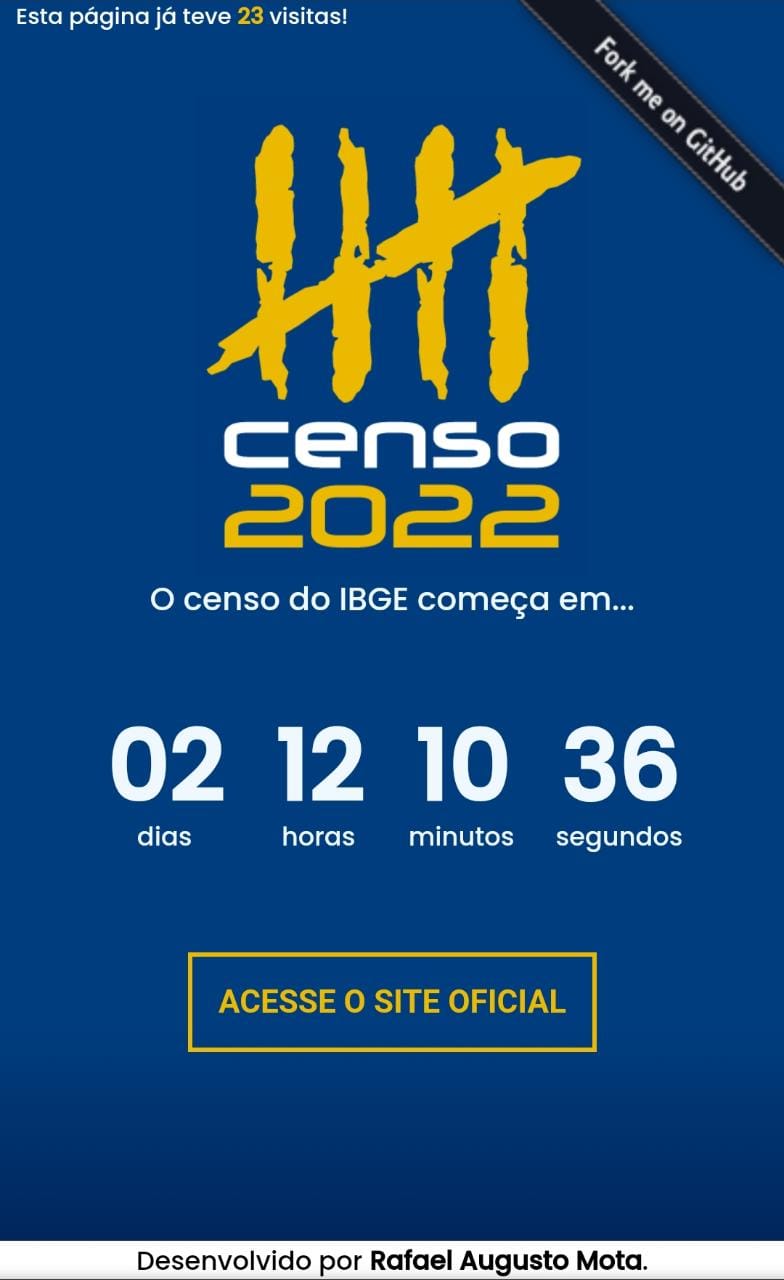 Esta página já teve 23 visitas!
Fork me on GitHub
censo
2022
O censo do IBGE começa em...
02 12 10 36
dias horas minutos segundos
ACESSE O SITE OFICIAL
Desenvolvido por Rafael Augusto Mota.